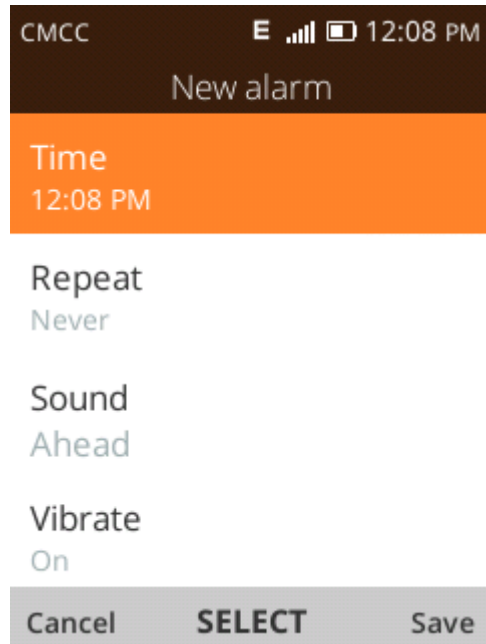 CMCC E 12:08 PM
New alarm
Time
12:08 PM
Repeat
Never
Sound
Ahead
Vibrate
On
Cancel SELECT Save